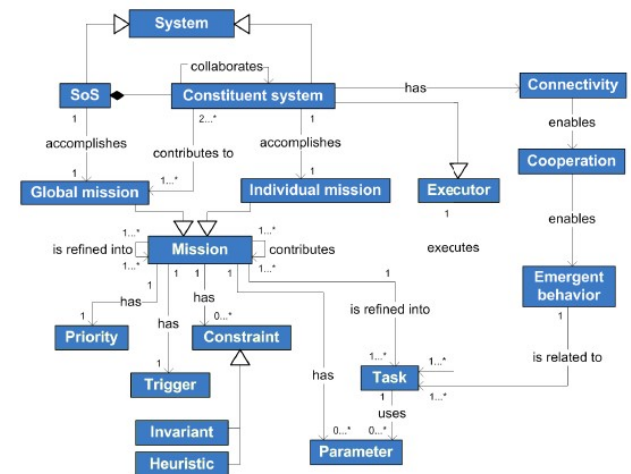 System
collaborates
SoS
Constituent system
has
Connectivity
1
2...*
1
enables
accomplishes
contributes to
accomplishes
Cooperation
1
1...*
1
Global mission
Individual mission
Executor
enables
1
1...*
1...*
is refined into
Mission
contributes
executes
1...*
1...*
Emergent
behavior
1
1
1
1
1
has
has
is refined into
1
1
0...*
has
Priority
Constraint
is related to
1
has
1...*
1...*
Trigger
Task
1...*
1
uses
Invariant
0...*
0...*
Heuristic
Parameter